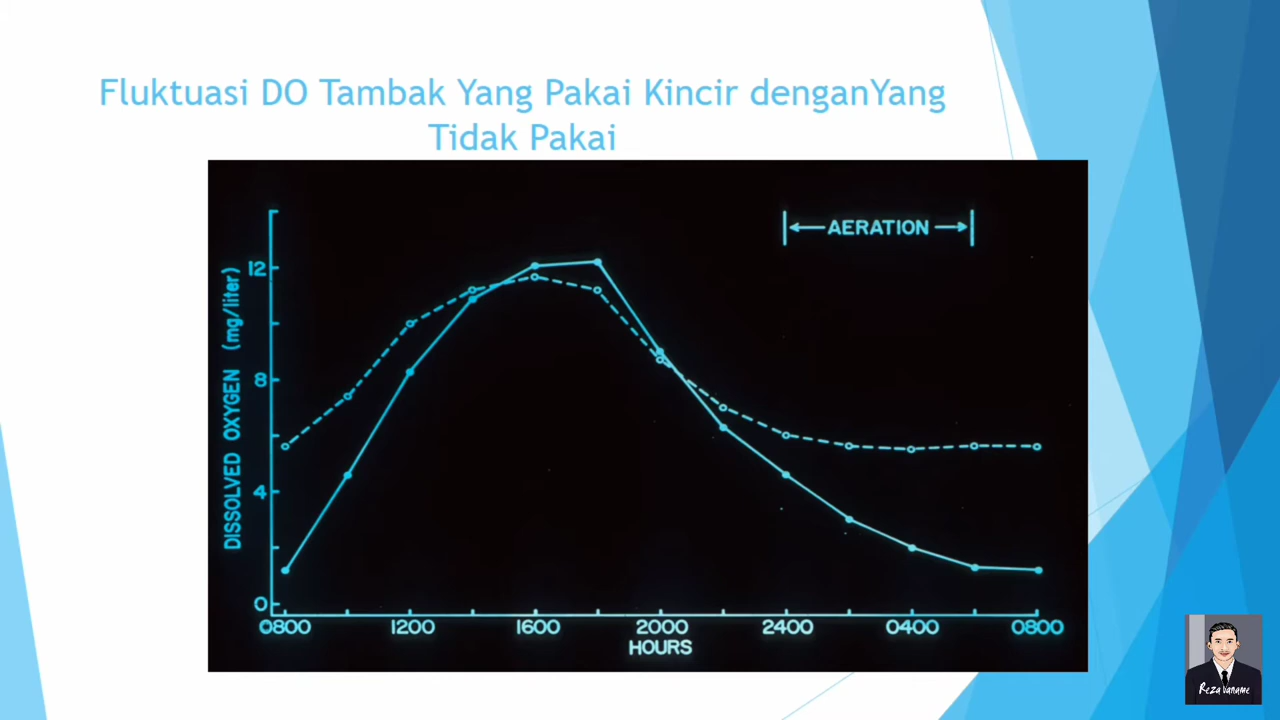 Fluktuasi DO Tambak Yang Pakai Kincir denganYang
Tidak Pakai
AERATION
DISSOLVED OXYGEN (mg/liter)
12
8
4
0
0800 1200 1600 2000 2400 0400 0800
HOURS
Reza Vaname